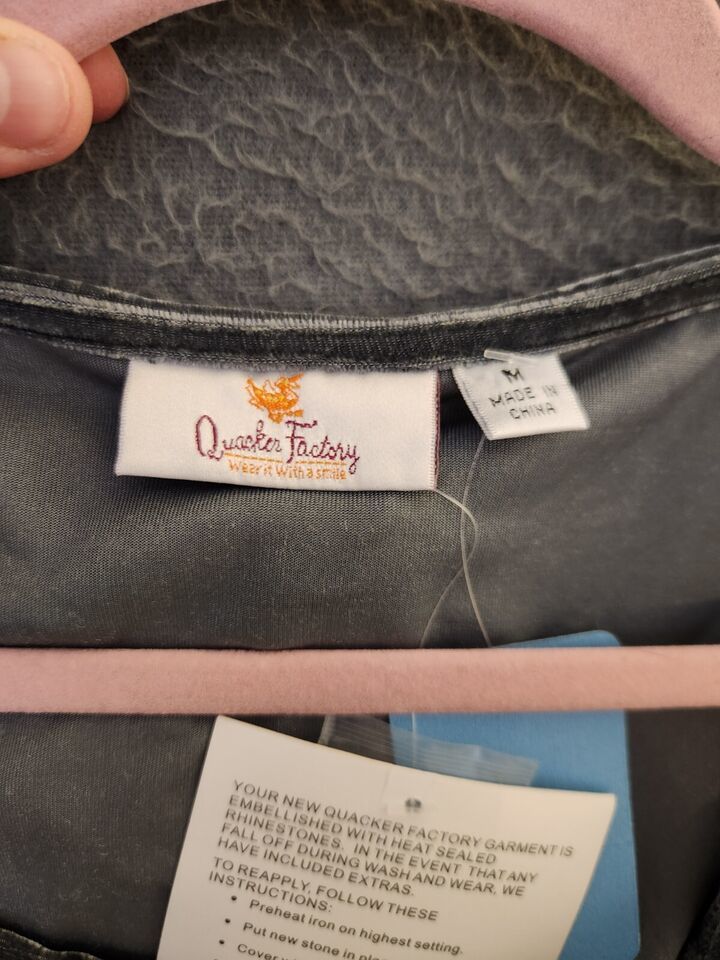 Quacker Factory
Wear it With a smile
M
MADE IN
CHINA
YOUR NEW QUACKER FACTORY GARMENT IS
EMBELLISHED WITH HEAT SEALED
RHINESTONES. IN THE EVENT THAT ANY
FALL OFF DURING WASH AND WEAR, WE
HAVE INCLUDED EXTRAS.
TO REAPPLY, FOLLOW THESE
INSTRUCTIONS:
• Preheat iron on highest setting.
• Put new stone in
• Cover